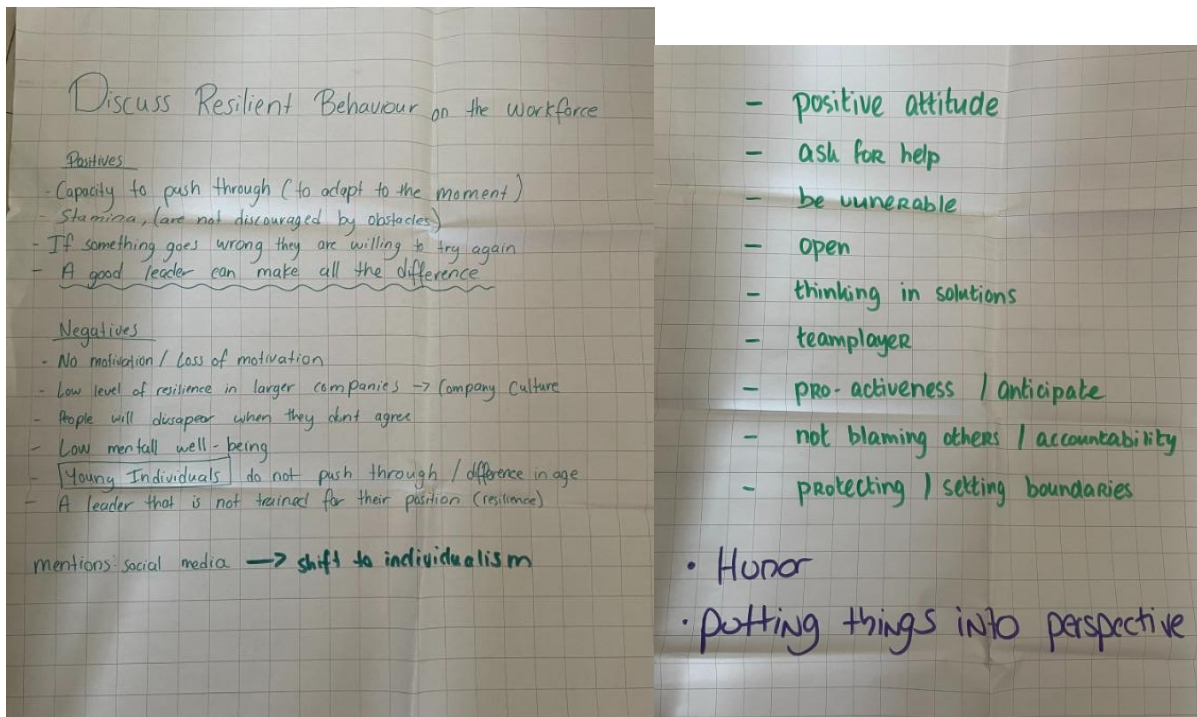 Discuss Resilient Behavour on the workforce
Positives
- Capacity to push through (to adapt to the moment)
- Stamina, (are not discouraged by obstacles)
- If something goes wrong they are willing to try again
- A good leader can make all the difference
Negatives
- No motivation / Loss of motivation
- Low level of resilience in larger companies → Company Culture
- People will dissapear when they dont agree
- Low mentall well-being
- Young Individuals do not push through / difference in age
- A leader that is not trained for their position (resilience)
mentions: social media → shift to individualism
- positive attitude
- ask for help
- be vunerable
- open
- thinking in solutions
- teamplayer
- pro-activeness / anticipate
- not blaming others / accountability
- protecting / setting boundaries
• Humor
• putting things into perspective